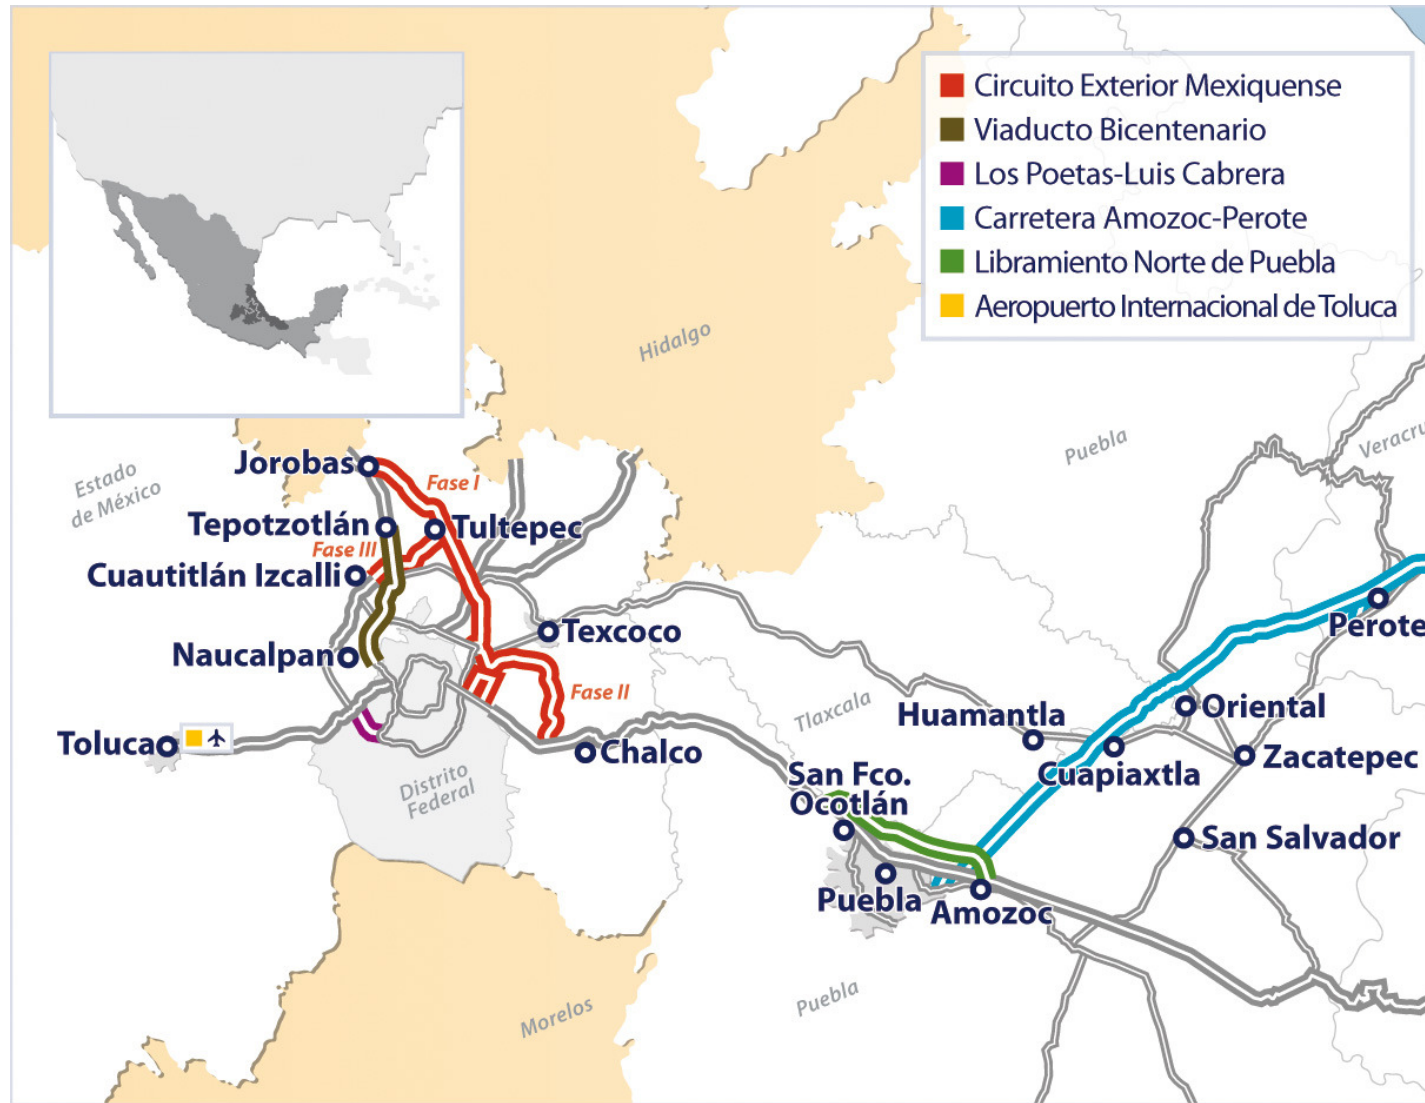 Circuito Exterior Mexiquense
Viaducto Bicentenario
Los Poetas-Luis Cabrera
Carretera Amozoc-Perote
Libramiento Norte de Puebla
Aeropuerto Internacional de Toluca
Hidalgo
Puebla
Veracru
Estado
de México
Jorobas
Fase I
Tepotzotlán
Tultepec
Fase III
Cuautitlán Izcalli
Texcoco
Perote
Naucalpan
Fase II
Tlaxcala
Huamantla
Oriental
Toluca
Chalco
Cuapiaxtla
Zacatepec
Distrito
Federal
San Fco.
Ocotlán
San Salvador
Puebla
Amozoc
Morelos
Puebla